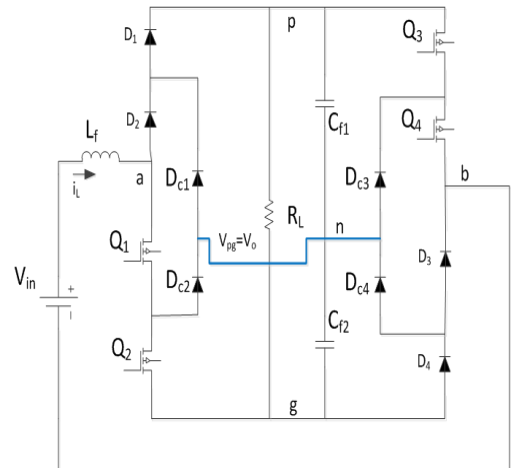 D1
p
Q3
D2
Lf
Cf1
Q4
iL
a
Dc1
Dc3
b
RL
Q1
Vpg=Vo
n
Vin
+
Dc2
Dc4
D3
Cf2
Q2
D4
g